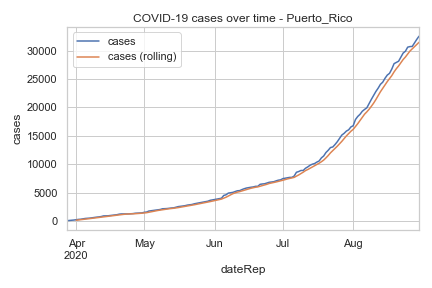 COVID-19 cases over time - Puerto_Rico
cases
cases (rolling)
cases
30000
25000
20000
15000
10000
5000
0
Apr
2020
May
Jun
Jul
Aug
dateRep